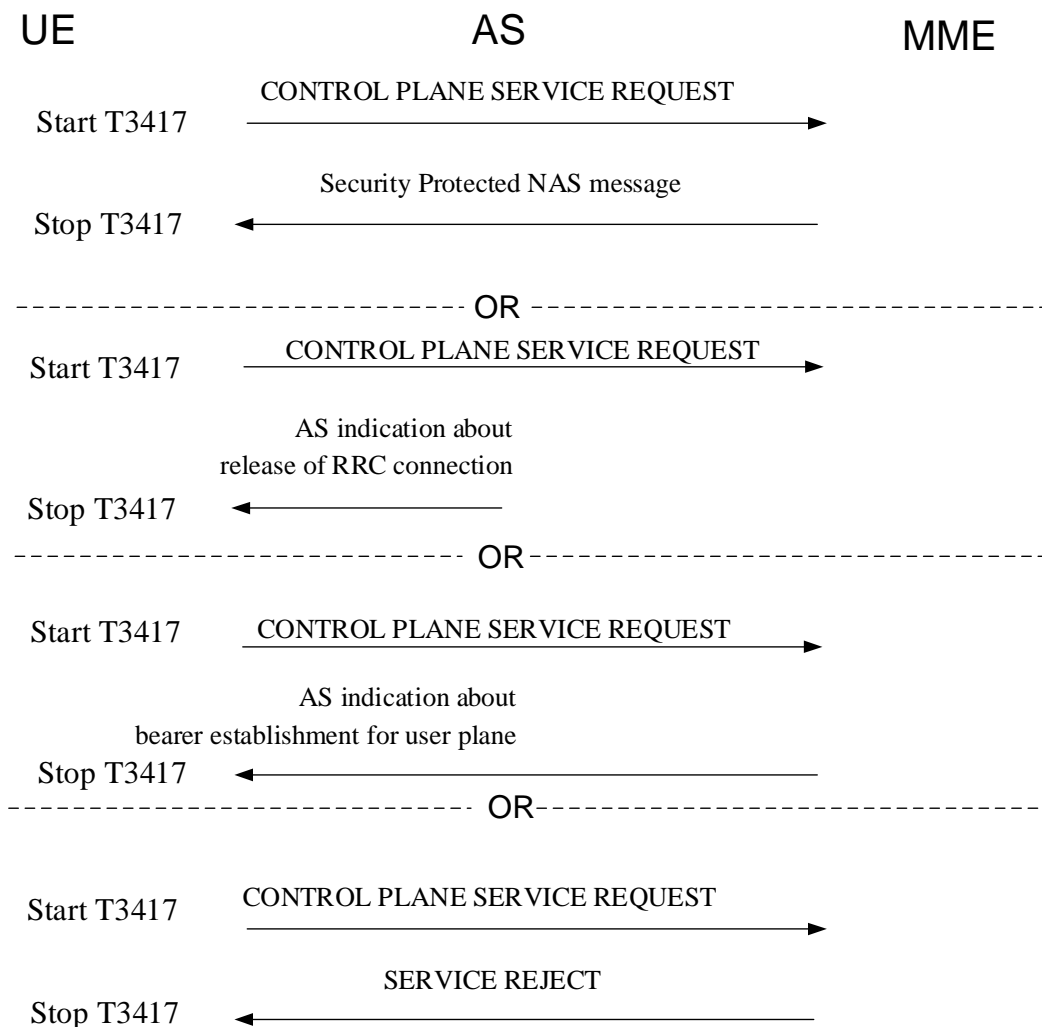 UE AS MME
CONTROL PLANE SERVICE REQUEST
Start T3417
Security Protected NAS message
Stop T3417
OR
CONTROL PLANE SERVICE REQUEST
Start T3417
AS indication about
release of RRC connection
Stop T3417
OR
Start T3417 CONTROL PLANE SERVICE REQUEST
AS indication about
bearer establishment for user plane
Stop T3417
OR
Start T3417 CONTROL PLANE SERVICE REQUEST
SERVICE REJECT
Stop T3417